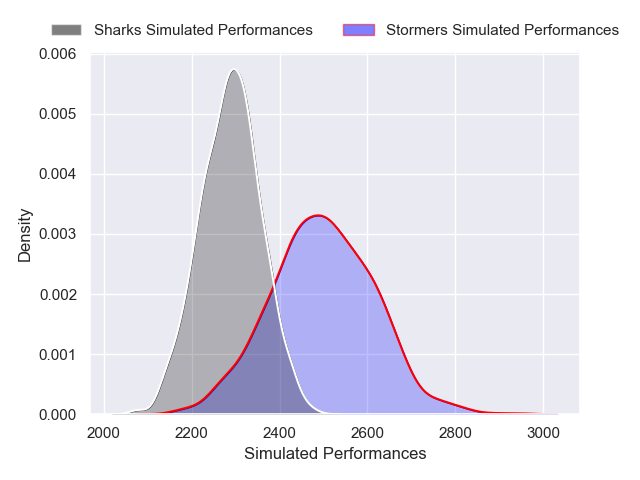 Sharks Simulated Performances Stormers Simulated Performances
0.006
0.005
0.004
0.003
0.002
0.001
0.000
Density
2000 2200 2400 2600 2800 3000
Simulated Performances